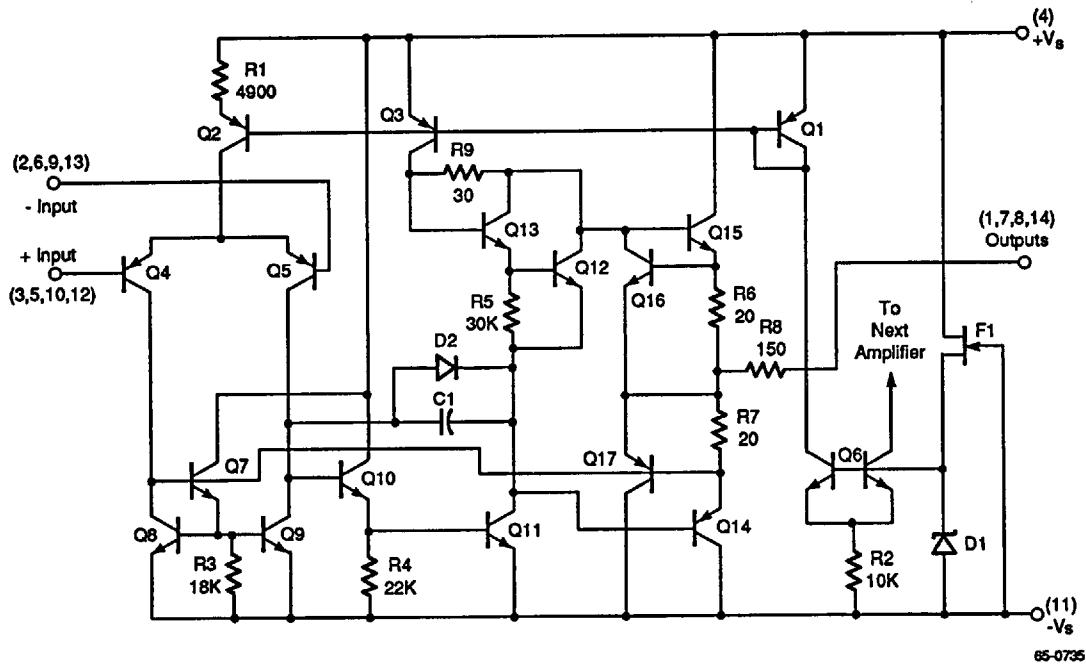 (4)
+Vs
R1
4900
Q2
Q3
Q1
(2,6,9,13)
- Input
R9
30
Q13
Q12
Q15
(1,7,8,14)
Outputs
+ Input
(3,5,10,12)
Q4
Q5
Q16
R5
30K
R6
20
R8
150
To
Next
Amplifier
F1
D2
C1
R7
20
Q7
Q10
Q17
Q6
Q8
Q9
Q11
Q14
D1
R3
18K
R4
22K
R2
10K
(11)
-Vs
65-0735